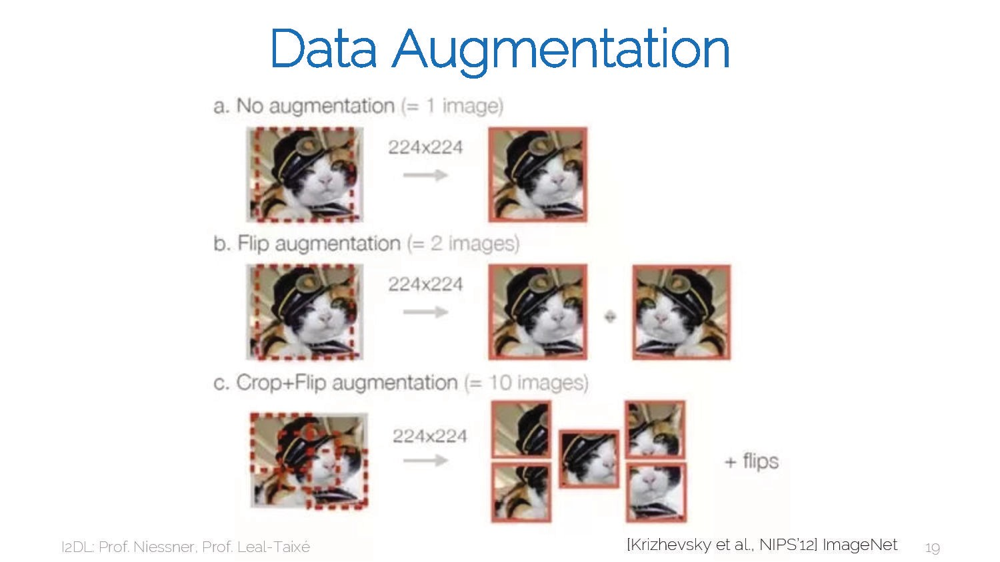 Data Augmentation
a. No augmentation (= 1 image)
224x224
b. Flip augmentation (= 2 images)
224x224
c. Crop+Flip augmentation (= 10 images)
224x224
+ flips
I2DL: Prof. Niessner, Prof. Leal-Taixé
[Krizhevsky et al., NIPS'12] ImageNet
19